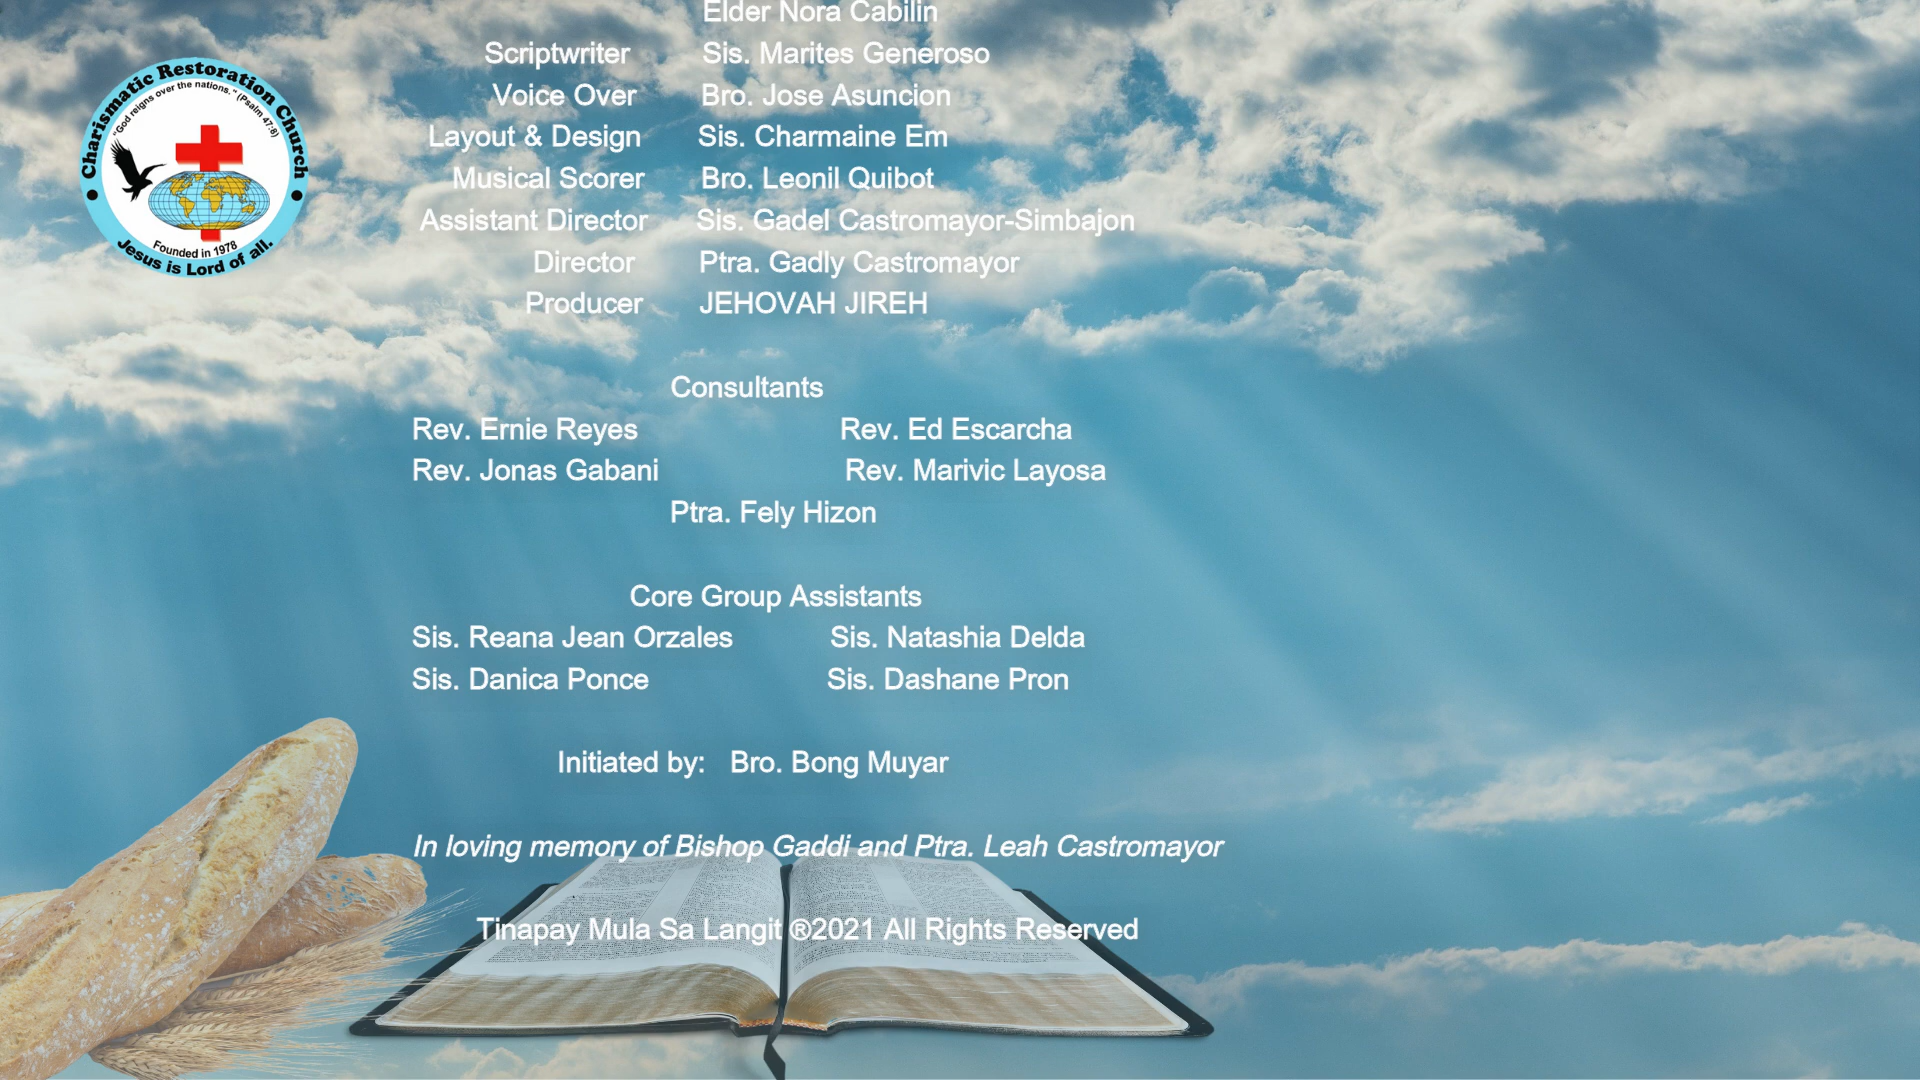 Charismatic Restoration Church
"God reigns over the nations." (Psalm 47:8)
Founded in 1978
Jesus is Lord of all.
Elder Nora Cabilin
Scriptwriter Sis. Marites Generoso
Voice Over Bro. Jose Asuncion
Layout & Design Sis. Charmaine Em
Musical Scorer Bro. Leonil Quibot
Assistant Director Sis. Gadel Castromayor-Simbajon
Director Ptra. Gadly Castromayor
Producer JEHOVAH JIREH
Consultants
Rev. Ernie Reyes Rev. Ed Escarcha
Rev. Jonas Gabani Rev. Marivic Layosa
Ptra. Fely Hizon
Core Group Assistants
Sis. Reana Jean Orzales Sis. Natashia Delda
Sis. Danica Ponce Sis. Dashane Pron
Initiated by: Bro. Bong Muyar
In loving memory of Bishop Gaddi and Ptra. Leah Castromayor
Tinapay Mula Sa Langit ®2021 All Rights Reserved